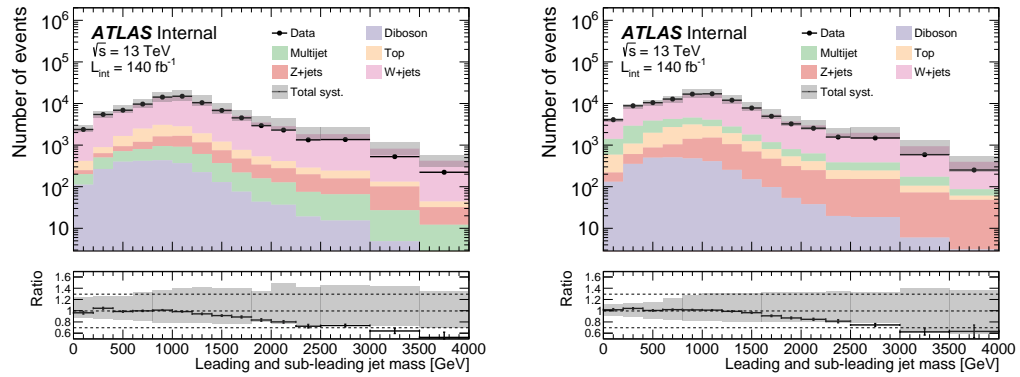 ATLAS Internal
√s = 13 TeV
L_int = 140 fb⁻¹
Data
Multijet
Z+jets
Total syst.
Diboson
Top
W+jets
Number of events
10⁶
10⁵
10⁴
10³
10²
10
Ratio
1.6
1.4
1.2
1
0.8
0.6
0 500 1000 1500 2000 2500 3000 3500 4000
Leading and sub-leading jet mass [GeV]
ATLAS Internal
√s = 13 TeV
L_int = 140 fb⁻¹
Data
Multijet
Z+jets
Total syst.
Diboson
Top
W+jets
Number of events
10⁶
10⁵
10⁴
10³
10²
10
Ratio
1.6
1.4
1.2
1
0.8
0.6
0 500 1000 1500 2000 2500 3000 3500 4000
Leading and sub-leading jet mass [GeV]